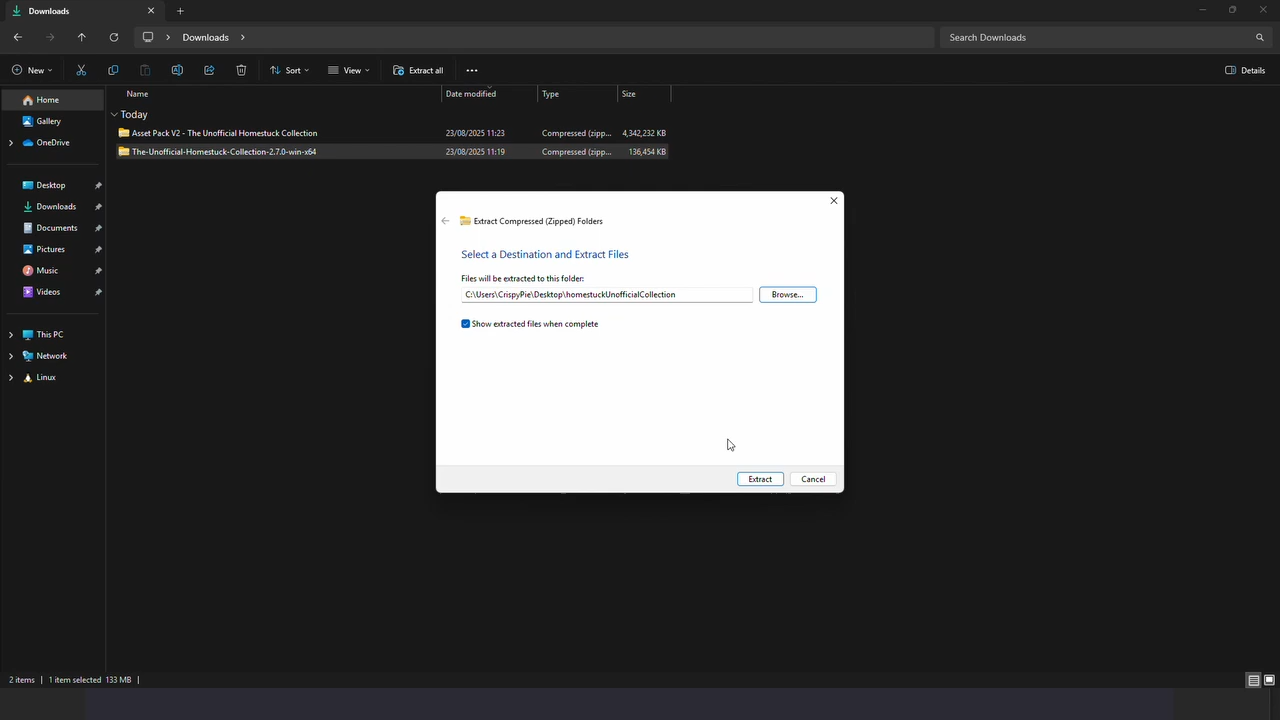 Downloads
Downloads
Search Downloads
New
Sort
View
Extract all
Details
Home
Gallery
OneDrive
Desktop
Downloads
Documents
Pictures
Music
Videos
This PC
Network
Linux
Name Date modified Type Size
Today
Asset Pack V2 - The Unofficial Homestuck Collection 23/08/2025 11:23 Compressed (zipp... 4,342,232 KB
The-Unofficial-Homestuck-Collection-2.7.0-win-x64 23/08/2025 11:19 Compressed (zipp... 136,454 KB
Extract Compressed (Zipped) Folders
Select a Destination and Extract Files
Files will be extracted to this folder:
C:\Users\CrispyPie\Desktop\homestuckUnofficialCollection
Browse...
Show extracted files when complete
Extract
Cancel
2 items 1 item selected 133 MB